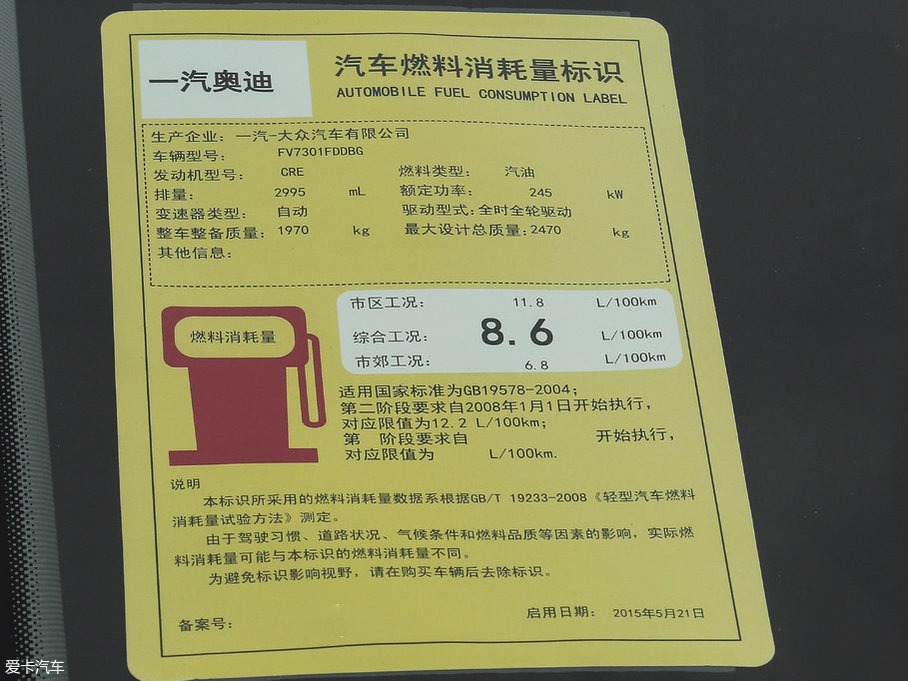 一汽奥迪
汽车燃料消耗量标识
AUTOMOBILE FUEL CONSUMPTION LABEL
生产企业: 一汽-大众汽车有限公司
车辆型号: FV7301FDDBG
发动机型号: CRE 燃料类型: 汽油
排量: 2995 mL 额定功率: 245 kW
变速器类型: 自动 驱动型式: 全时全轮驱动
整车整备质量: 1970 kg 最大设计总质量: 2470 kg
其他信息:
市区工况: 11.8 L/100km
燃料消耗量
综合工况: 8.6 L/100km
市郊工况: 6.8 L/100km
适用国家标准为GB19578-2004;
第二阶段要求自2008年1月1日开始执行,
对应限值为12.2 L/100km;
第 阶段要求自 开始执行,
对应限值为 L/100km.
说明
本标识所采用的燃料消耗量数据系根据GB/T 19233-2008《轻型汽车燃料
消耗量试验方法》测定。
由于驾驶习惯、道路状况、气候条件和燃料品质等因素的影响,实际燃
料消耗量可能与本标识的燃料消耗量不同。
为避免标识影响视野,请在购买车辆后去除标识。
备案号: 启用日期: 2015年5月21日
爱卡汽车